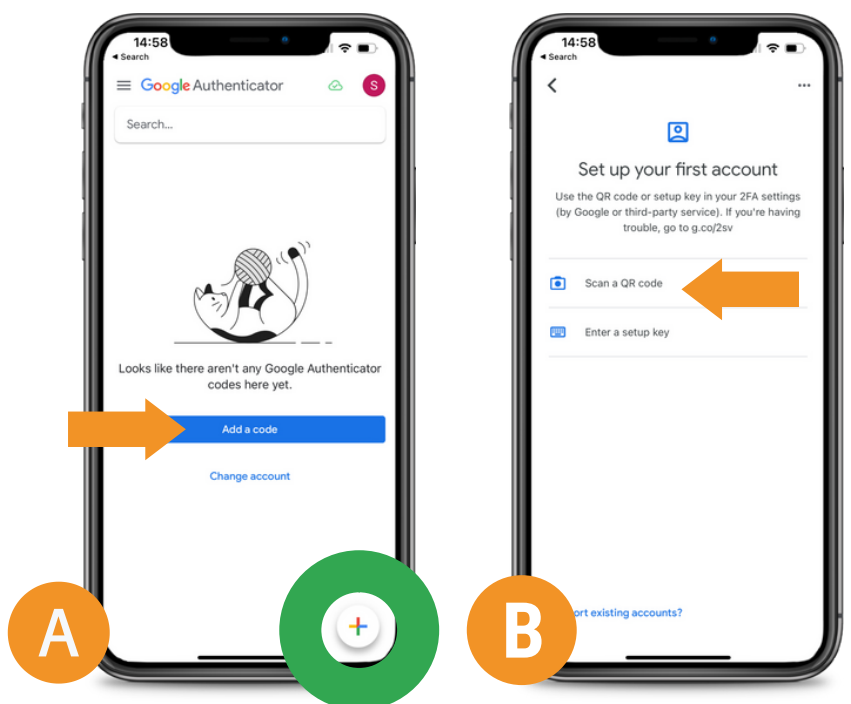 14:58
Search
Google Authenticator
S
Search...
Looks like there aren't any Google Authenticator
codes here yet.
Add a code
Change account
A
14:58
Search
Set up your first account
Use the QR code or setup key in your 2FA settings
(by Google or third-party service). If you're having
trouble, go to g.co/2sv
Scan a QR code
Enter a setup key
ort existing accounts?
B